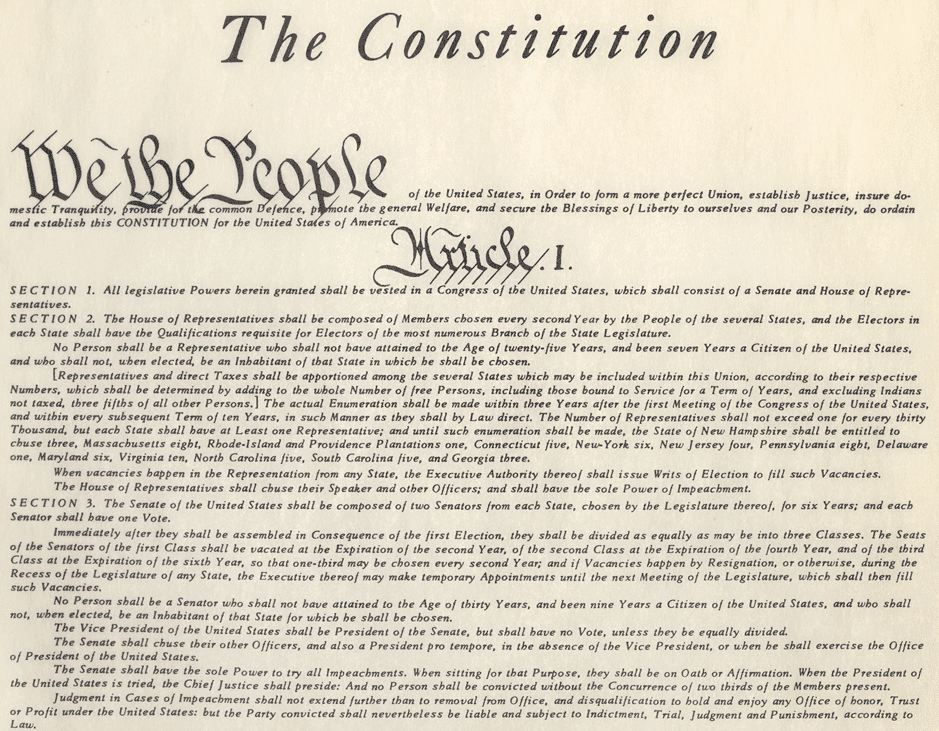 The Constitution
We the People
of the United States, in Order to form a more perfect Union, establish Justice, insure do-
mestic Tranquility, provide for the common Defence, promote the general Welfare, and secure the Blessings of Liberty to ourselves and our Posterity, do ordain
and establish this CONSTITUTION for the United States of America.
Article. I.
SECTION 1. All legislative Powers herein granted shall be vested in a Congress of the United States, which shall consist of a Senate and House of Repre-
sentatives.
SECTION 2. The House of Representatives shall be composed of Members chosen every second Year by the People of the several States, and the Electors in
each State shall have the Qualifications requisite for Electors of the most numerous Branch of the State Legislature.
No Person shall be a Representative who shall not have attained to the Age of twenty-five Years, and been seven Years a Citizen of the United States,
and who shall not, when elected, be an Inhabitant of that State in which he shall be chosen.
[Representatives and direct Taxes shall be apportioned among the several States which may be included within this Union, according to their respective
Numbers, which shall be determined by adding to the whole Number of free Persons, including those bound to Service for a Term of Years, and excluding Indians
not taxed, three fifths of all other Persons.] The actual Enumeration shall be made within three Years after the first Meeting of the Congress of the United States,
and within every subsequent Term of ten Years, in such Manner as they shall by Law direct. The Number of Representatives shall not exceed one for every thirty
Thousand, but each State shall have at Least one Representative; and until such enumeration shall be made, the State of New Hampshire shall be entitled to
chuse three, Massachusetts eight, Rhode-Island and Providence Plantations one, Connecticut five, New-York six, New Jersey four, Pennsylvania eight, Delaware
one, Maryland six, Virginia ten, North Carolina five, South Carolina five, and Georgia three.
When vacancies happen in the Representation from any State, the Executive Authority thereof shall issue Writs of Election to fill such Vacancies.
The House of Representatives shall chuse their Speaker and other Officers; and shall have the sole Power of Impeachment.
SECTION 3. The Senate of the United States shall be composed of two Senators from each State, chosen by the Legislature thereof, for six Years; and each
Senator shall have one Vote.
Immediately after they shall be assembled in Consequence of the first Election, they shall be divided as equally as may be into three Classes. The Seats
of the Senators of the first Class shall be vacated at the Expiration of the second Year, of the second Class at the Expiration of the fourth Year, and of the third
Class at the Expiration of the sixth Year, so that one-third may be chosen every second Year; and if Vacancies happen by Resignation, or otherwise, during the
Recess of the Legislature of any State, the Executive thereof may make temporary Appointments until the next Meeting of the Legislature, which shall then fill
such Vacancies.
No Person shall be a Senator who shall not have attained to the Age of thirty Years, and been nine Years a Citizen of the United States, and who shall
not, when elected, be an Inhabitant of that State for which he shall be chosen.
The Vice President of the United States shall be President of the Senate, but shall have no Vote, unless they be equally divided.
The Senate shall chuse their other Officers, and also a President pro tempore, in the absence of the Vice President, or when he shall exercise the Office
of President of the United States.
The Senate shall have the sole Power to try all Impeachments. When sitting for that Purpose, they shall be on Oath or Affirmation. When the President of
the United States is tried, the Chief Justice shall preside: And no Person shall be convicted without the Concurrence of two thirds of the Members present.
Judgment in Cases of Impeachment shall not extend further than to removal from Office, and disqualification to hold and enjoy any Office of honor, Trust
or Profit under the United States: but the Party convicted shall nevertheless be liable and subject to Indictment, Trial, Judgment and Punishment, according to
Law.